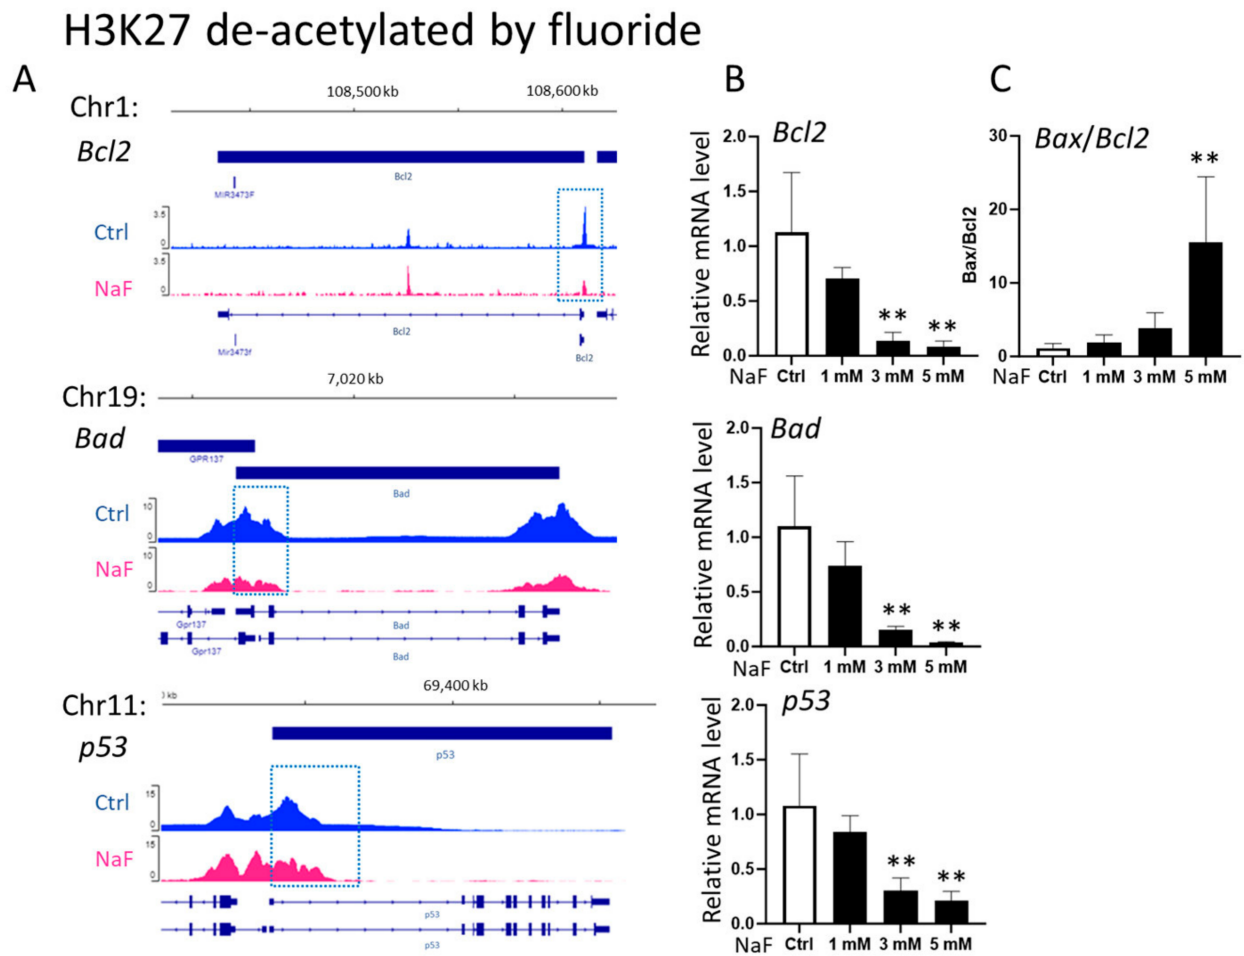 H3K27 de-acetylated by fluoride
A
Chr1:
108,500 kb
108,600 kb
Bcl2
Bcl2
MIR3473F
Ctrl
3.5
0
NaF
3.5
0
Bcl2
Mir3473f
Bcl2
Chr19:
7,020 kb
Bad
GPR137
Bad
Ctrl
10
0
NaF
10
0
Gpr137
Bad
Gpr137
Bad
Chr11:
kb
69,400 kb
p53
p53
Ctrl
15
0
NaF
15
0
p53
p53
B
Bcl2
Relative mRNA level
2.0
1.5
1.0
0.5
0.0
** **
NaF Ctrl 1 mM 3 mM 5 mM
Bad
Relative mRNA level
2.0
1.5
1.0
0.5
0.0
** **
NaF Ctrl 1 mM 3 mM 5 mM
p53
Relative mRNA level
2.0
1.5
1.0
0.5
0.0
** **
NaF Ctrl 1 mM 3 mM 5 mM
C
Bax/Bcl2
Bax/Bcl2
30
20
10
0
**
NaF Ctrl 1 mM 3 mM 5 mM